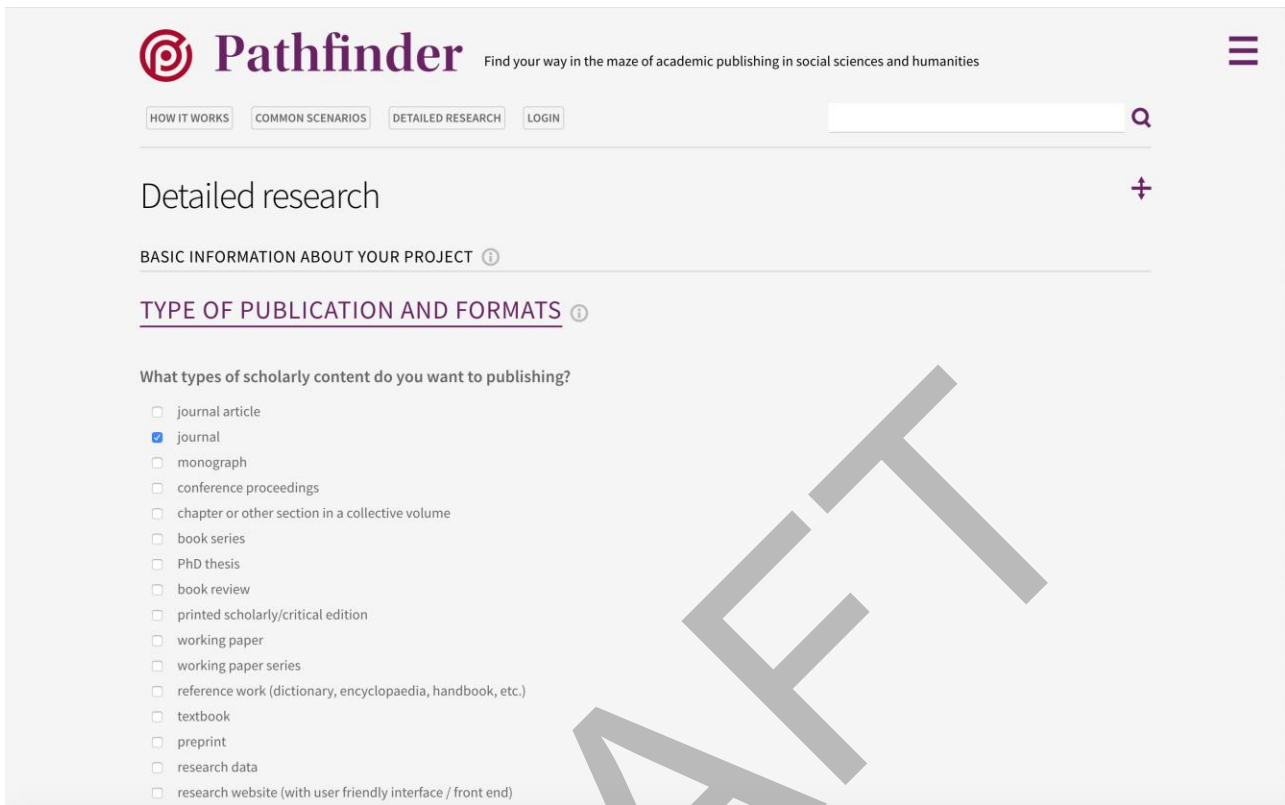 Pathfinder Find your way in the maze of academic publishing in social sciences and humanities
HOW IT WORKS COMMON SCENARIOS DETAILED RESEARCH LOGIN
Detailed research
BASIC INFORMATION ABOUT YOUR PROJECT
TYPE OF PUBLICATION AND FORMATS
What types of scholarly content do you want to publishing?
journal article
journal
monograph
conference proceedings
chapter or other section in a collective volume
book series
PhD thesis
book review
printed scholarly/critical edition
working paper
working paper series
reference work (dictionary, encyclopaedia, handbook, etc.)
textbook
preprint
research data
research website (with user friendly interface / front end)
AFT